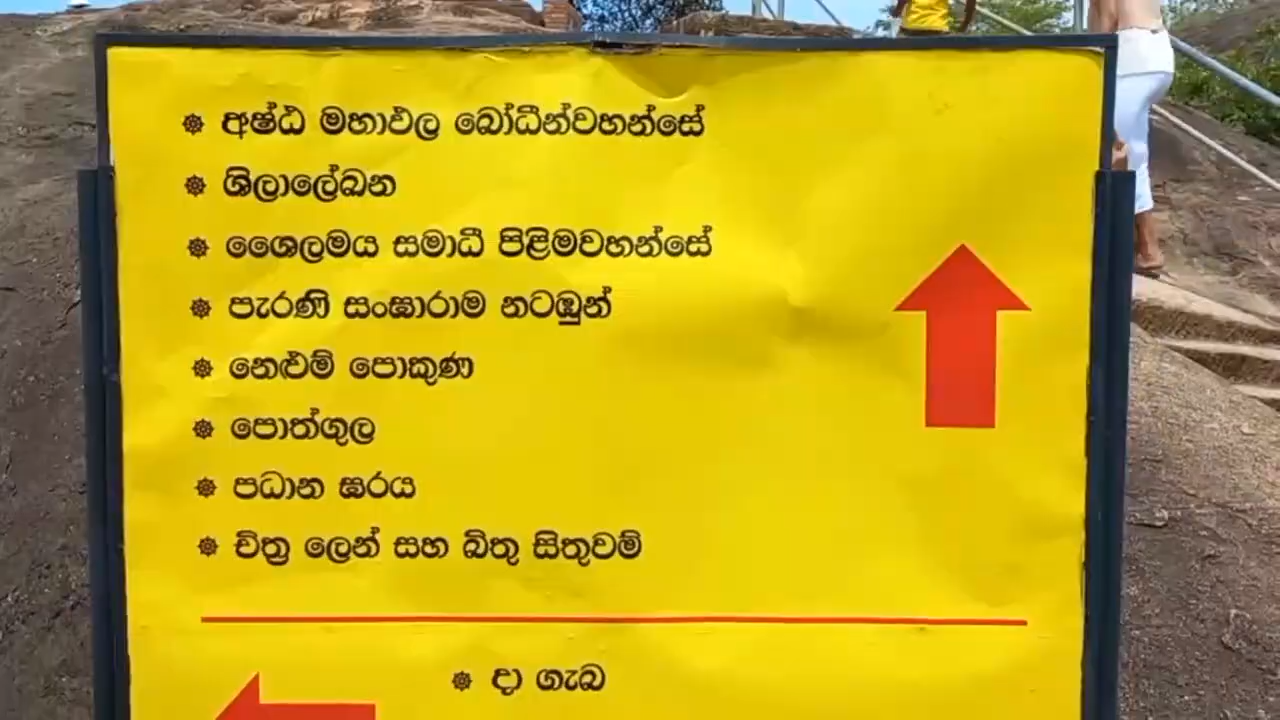 අෂ්ඨ මහාඵල බෝධීන්වහන්සේ
ශිලාලේඛන
ශෛලමය සමාධී පිළිමවහන්සේ
පැරණි සංඝාරාම නටඹුන්
නෙළුම් පොකුණ
පොත්ගුල
පධාන ඝරය
චිත්‍ර ලෙන් සහ බිතු සිතුවම්
දා ගැබ